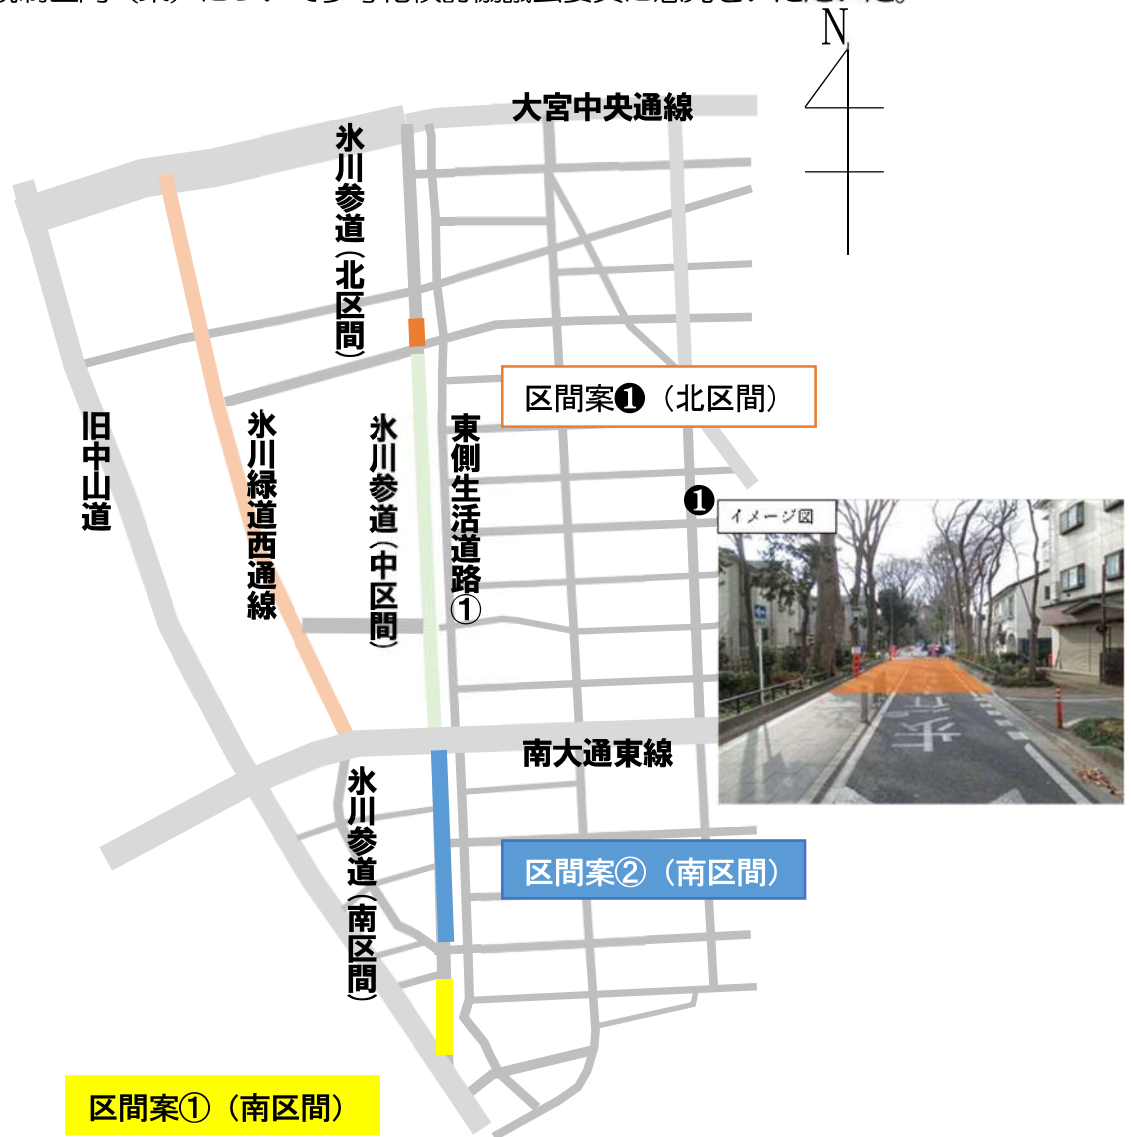 N
大宮中央通線
氷川参道（北区間）
区間案❶（北区間）
旧中山道
氷川緑道西通線
氷川参道（中区間）
東側生活道路①
❶
イメージ図
歩行
南大通東線
氷川参道（南区間）
区間案②（南区間）
区間案①（南区間）